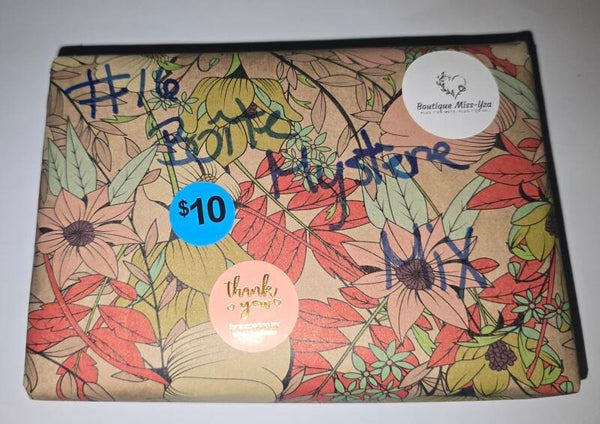 #16
Boîte
Mystère
Mix
Boutique Miss-Yza
$10
thank
you